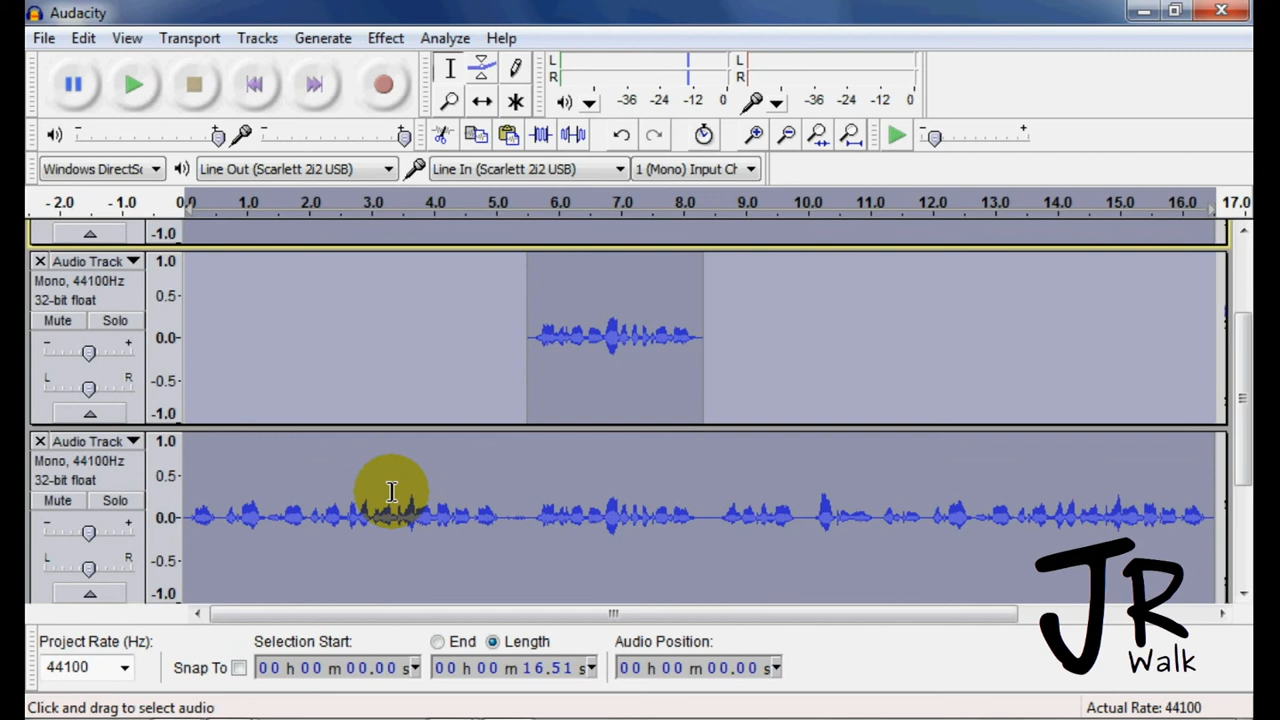 Audacity
File Edit View Transport Tracks Generate Effect Analyze Help
L L
R R
-36 -24 -12 0 -36 -24 -12 0
- + - +
Windows DirectSo Line Out (Scarlett 2i2 USB) Line In (Scarlett 2i2 USB) 1 (Mono) Input Ch
- 2.0 - 1.0 0.0 1.0 2.0 3.0 4.0 5.0 6.0 7.0 8.0 9.0 10.0 11.0 12.0 13.0 14.0 15.0 16.0 17.0
-1.0
Audio Track 1.0
Mono, 44100Hz
32-bit float 0.5-
Mute Solo
- + 0.0-
L R -0.5-
-1.0
Audio Track 1.0
Mono, 44100Hz
32-bit float 0.5-
Mute Solo
- + 0.0-
L R -0.5-
-1.0
JR
Walk
Project Rate (Hz): Selection Start: End Length Audio Position:
44100 Snap To 00 h 00 m 00.00 s 00 h 00 m 16.51 s 00 h 00 m 00.00 s
Click and drag to select audio Actual Rate: 44100